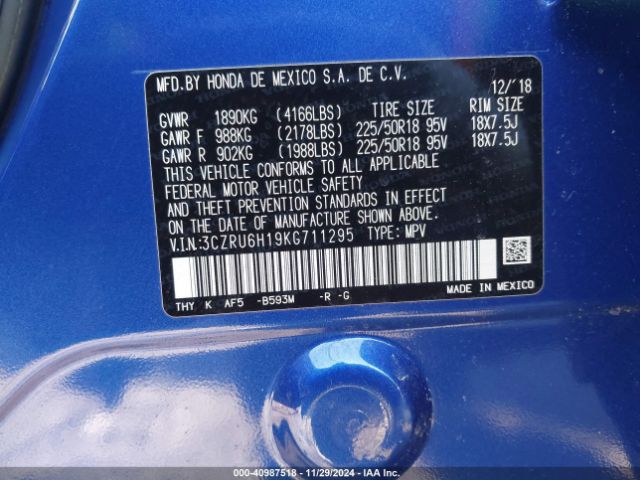 MFD.BY HONDA DE MEXICO S.A. DE C.V. 12/'18
GVWR 1890KG (4166LBS) TIRE SIZE RIM SIZE
GAWR F 988KG (2178LBS) 225/50R18 95V 18X7.5J
GAWR R 902KG (1988LBS) 225/50R18 95V 18X7.5J
THIS VEHICLE CONFORMS TO ALL APPLICABLE
FEDERAL MOTOR VEHICLE SAFETY
AND THEFT PREVENTION STANDARDS IN EFFECT
ON THE DATE OF MANUFACTURE SHOWN ABOVE.
V.I.N.:3CZRU6H19KG711295 TYPE: MPV
THY K AF5 -B593M -R -G MADE IN MEXICO
000-40987518 - 11/29/2024 - IAA Inc.